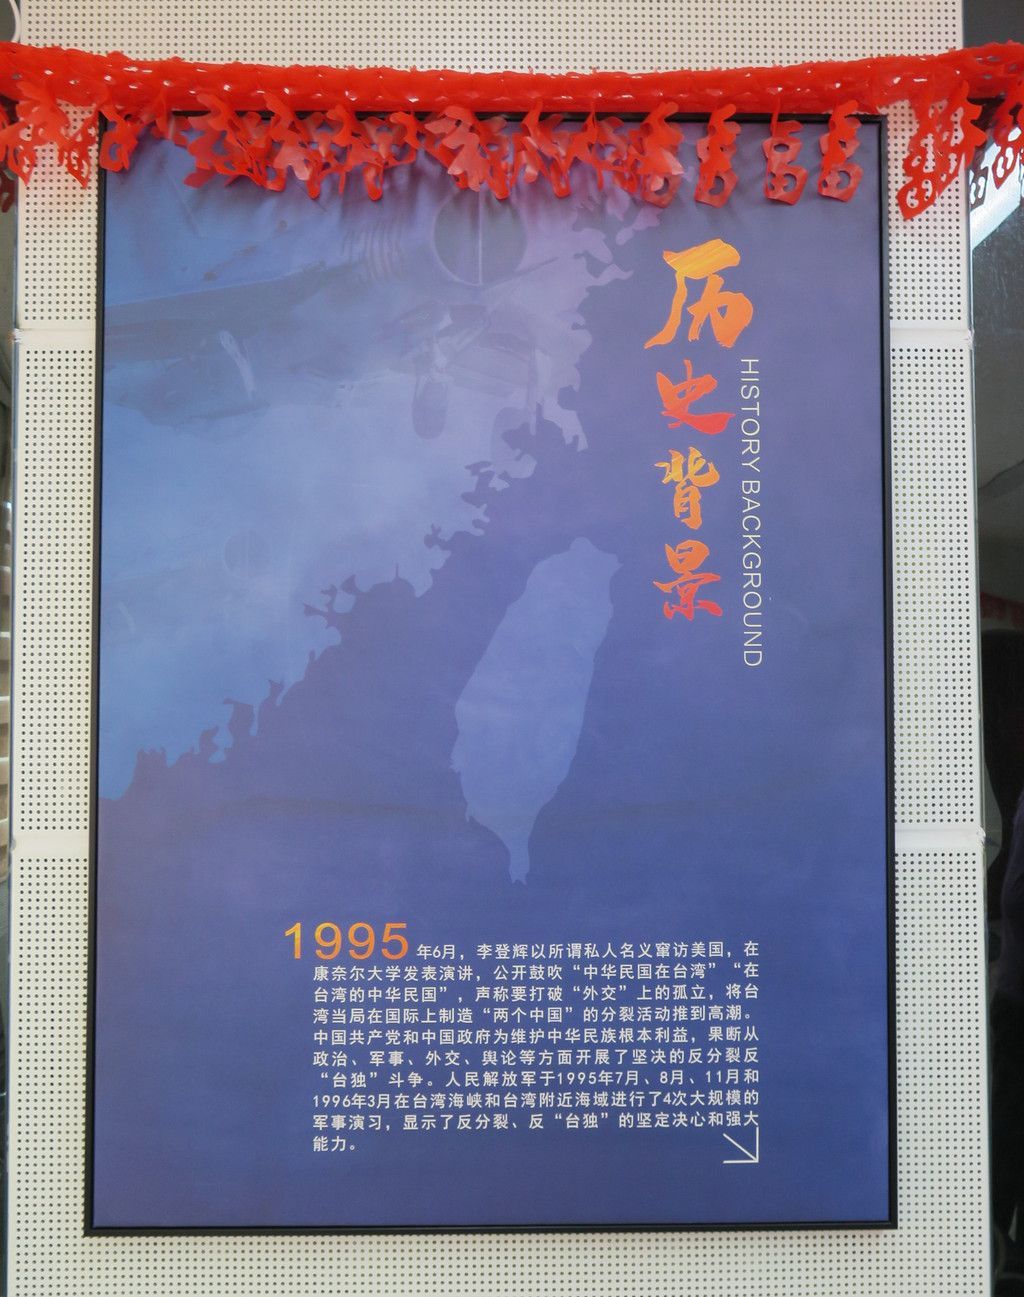 历史背景
HISTORY BACKGROUND
1995年6月，李登辉以所谓私人名义窜访美国，在
康奈尔大学发表演讲，公开鼓吹“中华民国在台湾”“在
台湾的中华民国”，声称要打破“外交”上的孤立，将台
湾当局在国际上制造“两个中国”的分裂活动推到高潮。
中国共产党和中国政府为维护中华民族根本利益，果断从
政治、军事、外交、舆论等方面开展了坚决的反分裂反
“台独”斗争。人民解放军于1995年7月、8月、11月和
1996年3月在台湾海峡和台湾附近海域进行了4次大规模的
军事演习，显示了反分裂、反“台独”的坚定决心和强大
能力。